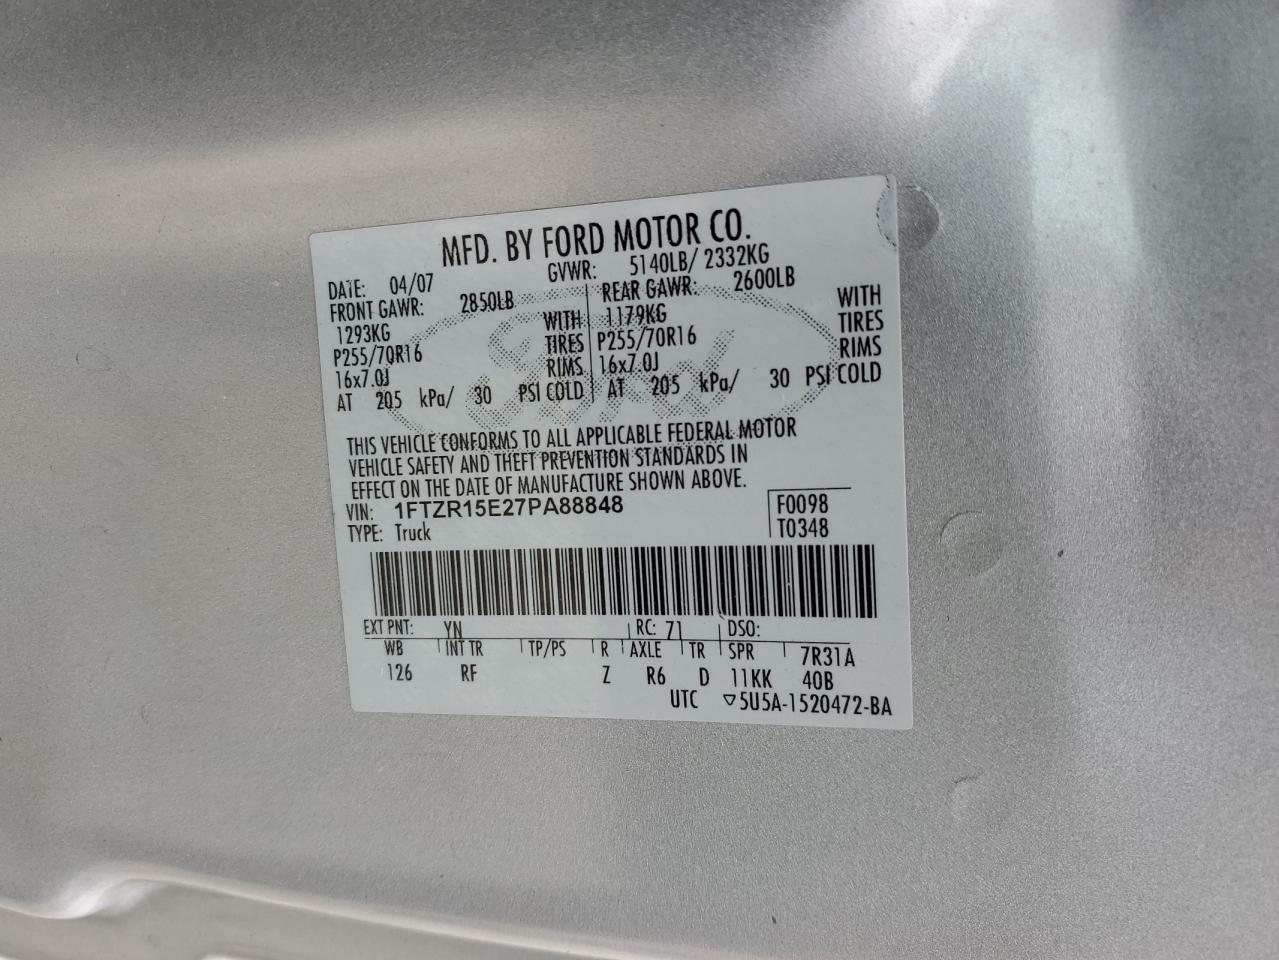 MFD. BY FORD MOTOR CO.
DATE: 04/07 GVWR: 5140LB/ 2332KG
FRONT GAWR: 2850LB REAR GAWR: 2600LB
1293KG WITH 1179KG WITH
P255/70R16 TIRES P255/70R16 TIRES
16x7.0J RIMS 16x7.0J RIMS
AT 205 kPa/ 30 PSI COLD AT 205 kPa/ 30 PSI COLD
THIS VEHICLE CONFORMS TO ALL APPLICABLE FEDERAL MOTOR
VEHICLE SAFETY AND THEFT PREVENTION STANDARDS IN
EFFECT ON THE DATE OF MANUFACTURE SHOWN ABOVE.
VIN: 1FTZR15E27PA88848 F0098
TYPE: Truck T0348
EXT PNT: YN RC: 71 DSO:
WB INT TR TP/PS R AXLE TR SPR 7R31A
126 RF Z R6 D 11KK 40B
UTC ▽5U5A-1520472-BA
Ford